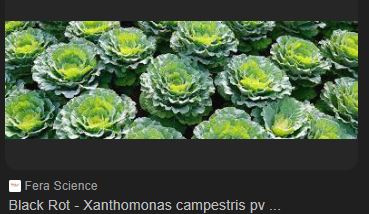 Fera Science
Black Rot - Xanthomonas campestris pv ...